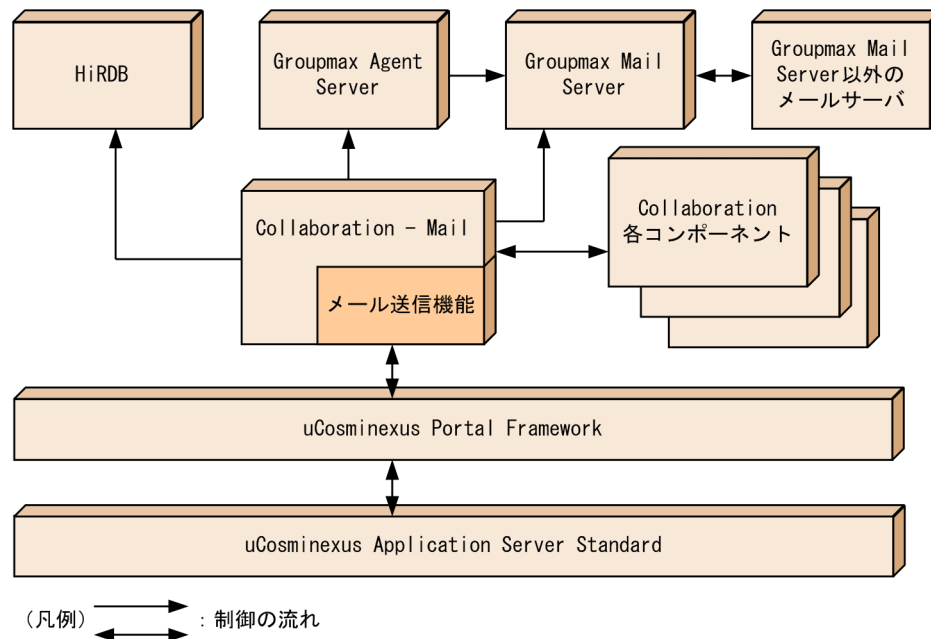 HiRDB
Groupmax Agent
Server
Groupmax Mail
Server
Groupmax Mail
Server以外の
メールサーバ
Collaboration － Mail
メール送信機能
Collaboration
各コンポーネント
uCosminexus Portal Framework
uCosminexus Application Server Standard
（凡例）
：制御の流れ